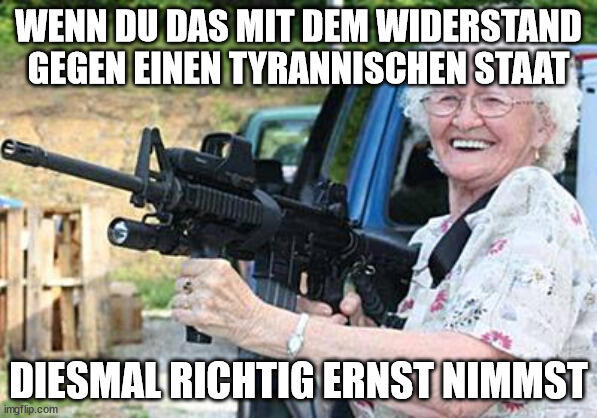 WENN DU DAS MIT DEM WIDERSTAND
GEGEN EINEN TYRANNISCHEN STAAT
DIESMAL RICHTIG ERNST NIMMST
imgflip.com